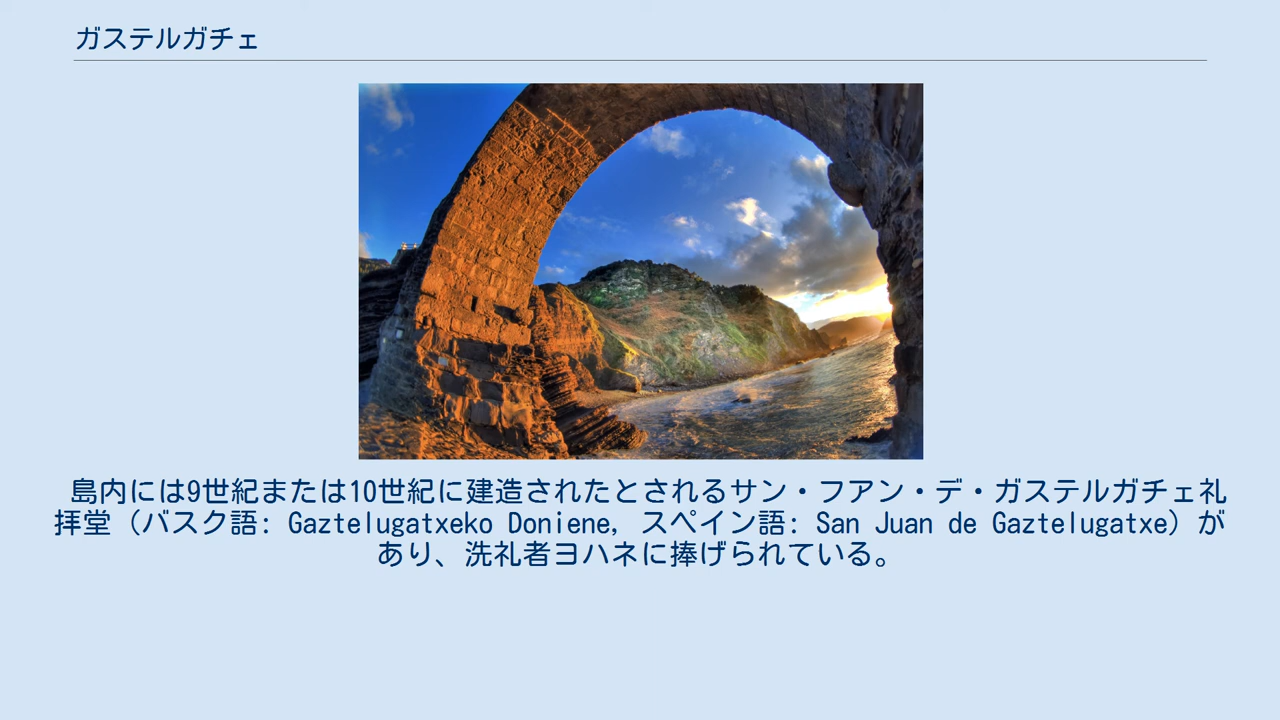 ガステルガチェ
島内には9世紀または10世紀に建造されたとされるサン・フアン・デ・ガステルガチェ礼
拝堂（バスク語: Gaztelugatxeko Doniene, スペイン語: San Juan de Gaztelugatxe）が
あり、洗礼者ヨハネに捧げられている。